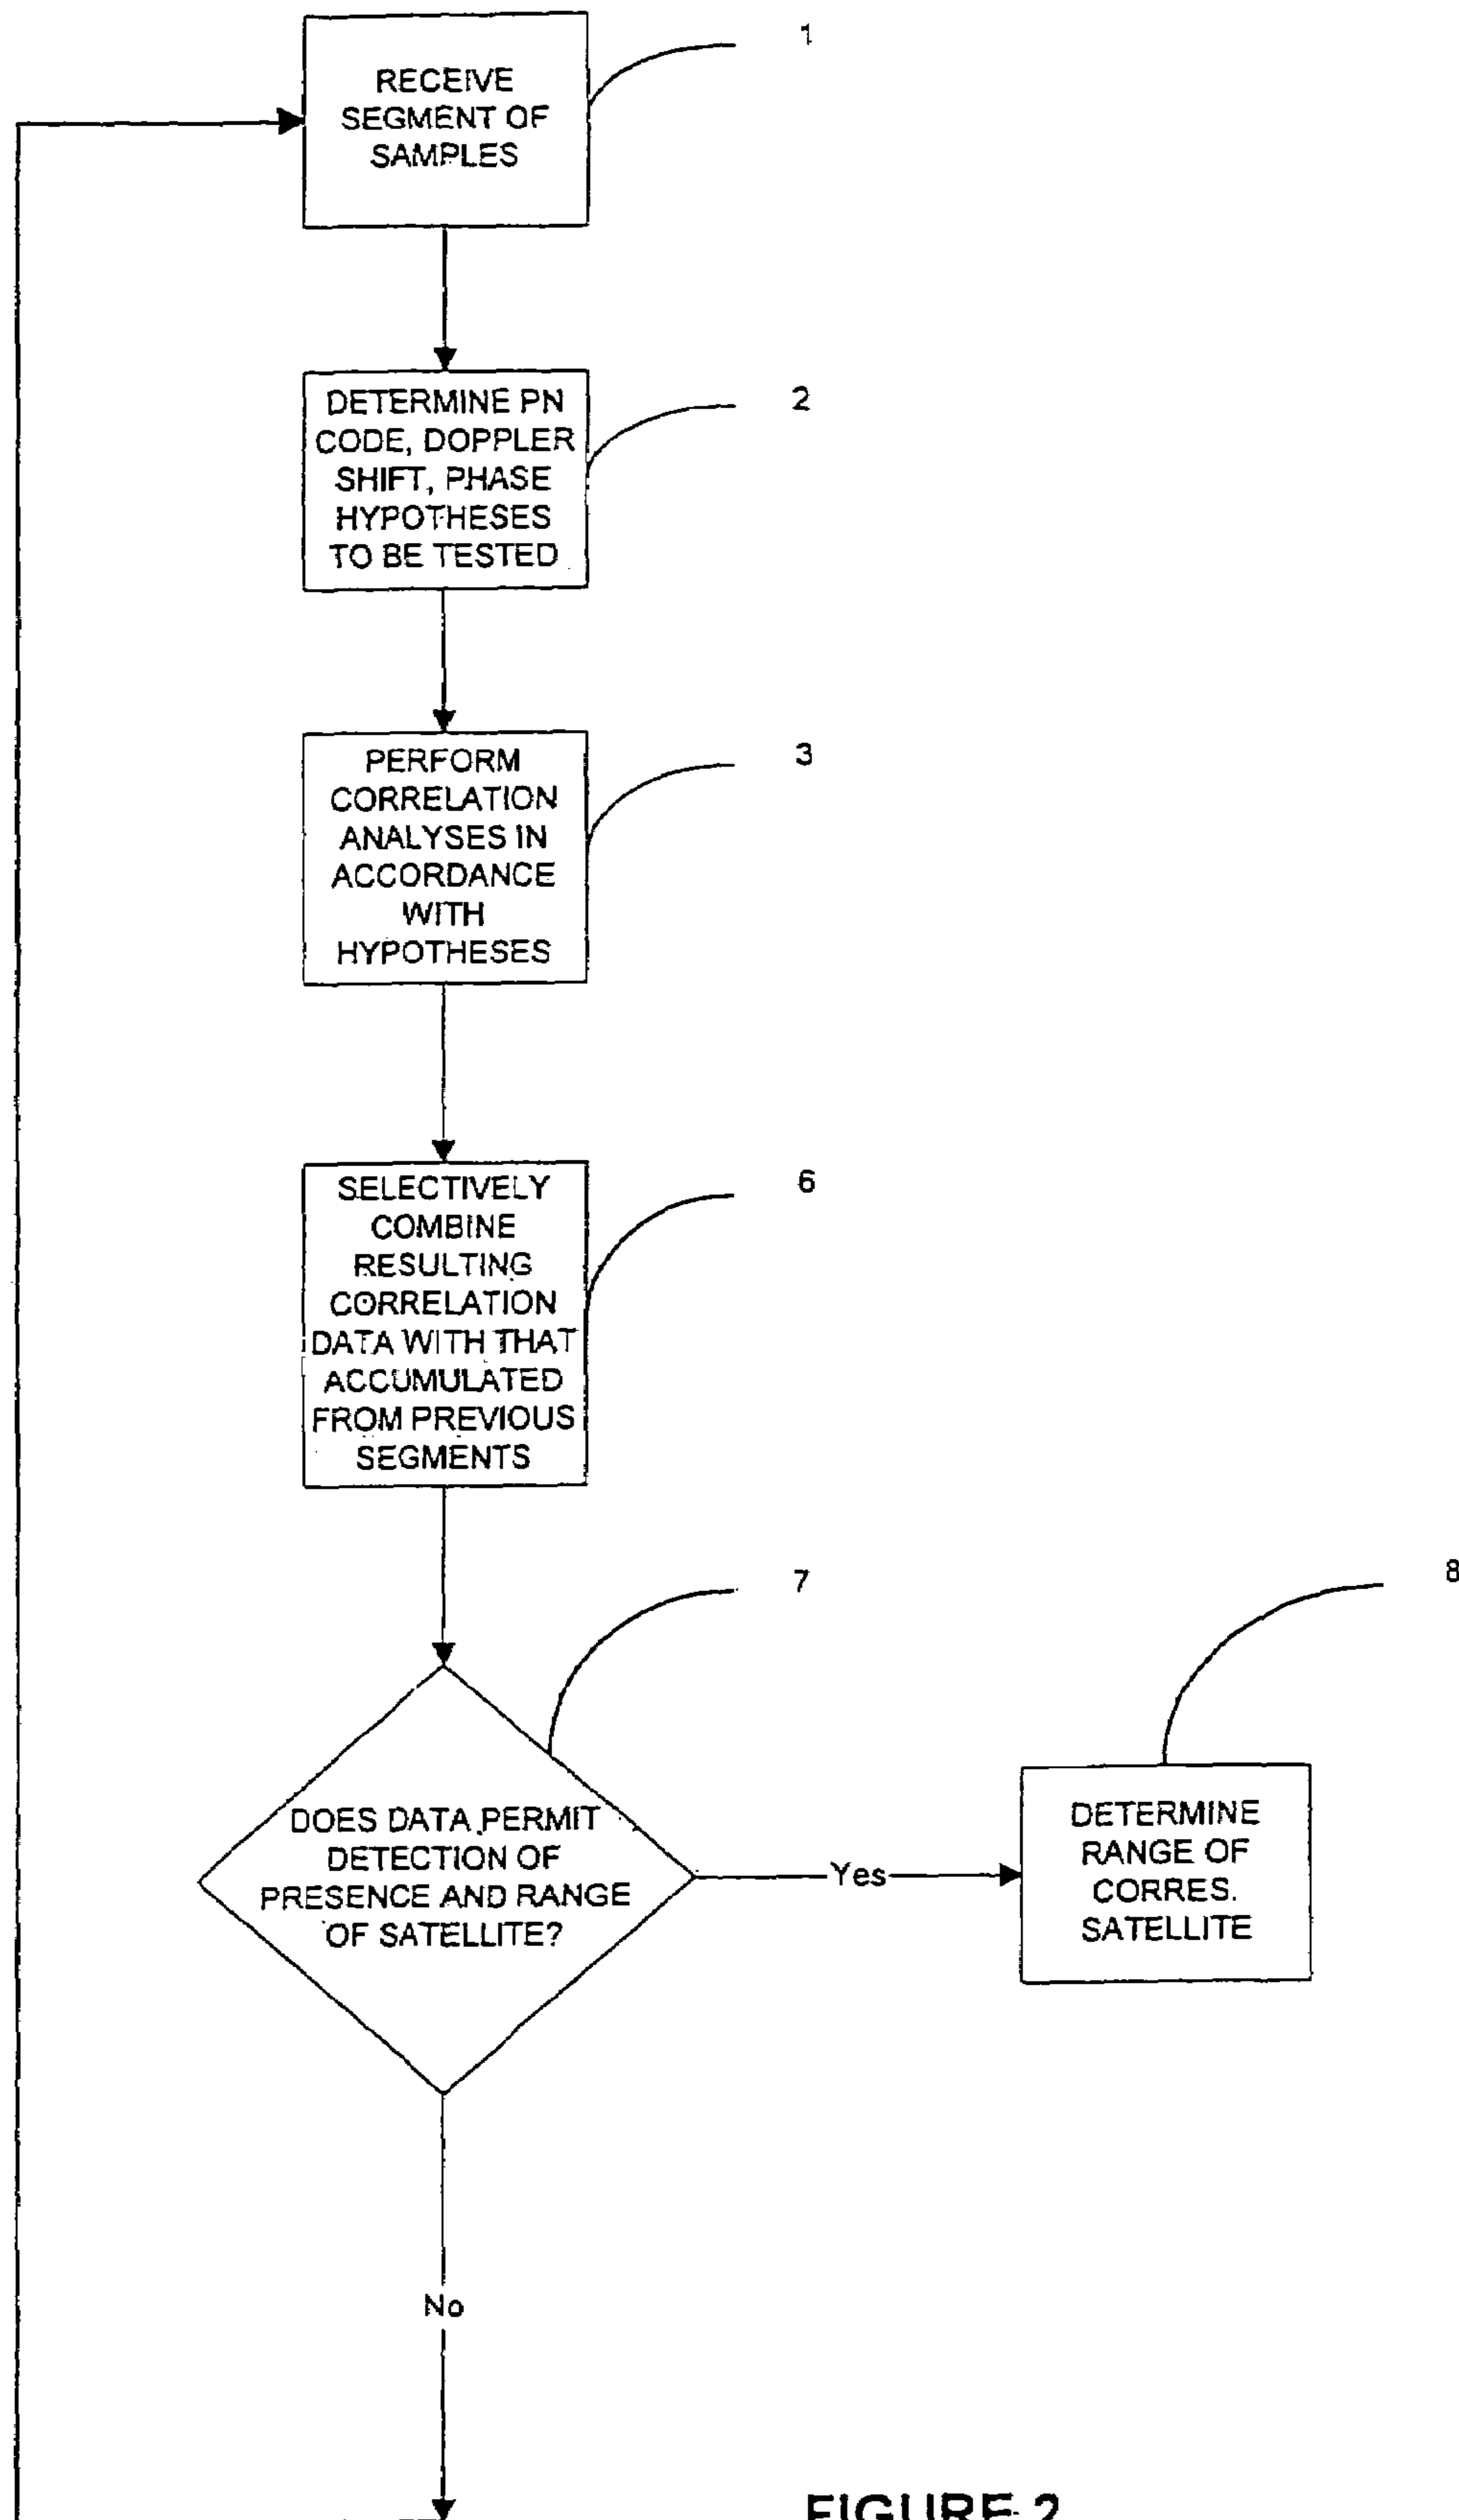 1
RECEIVE
SEGMENT OF
SAMPLES
2
DETERMINE PN
CODE, DOPPLER
SHIFT, PHASE
HYPOTHESES
TO BE TESTED
3
PERFORM
CORRELATION
ANALYSES IN
ACCORDANCE
WITH
HYPOTHESES
6
SELECTIVELY
COMBINE
RESULTING
CORRELATION
DATA WITH THAT
ACCUMULATED
FROM PREVIOUS
SEGMENTS
7
DOES DATA PERMIT
DETECTION OF
PRESENCE AND RANGE
OF SATELLITE?
Yes
8
DETERMINE
RANGE OF
CORRES.
SATELLITE
No
FIGURE 2